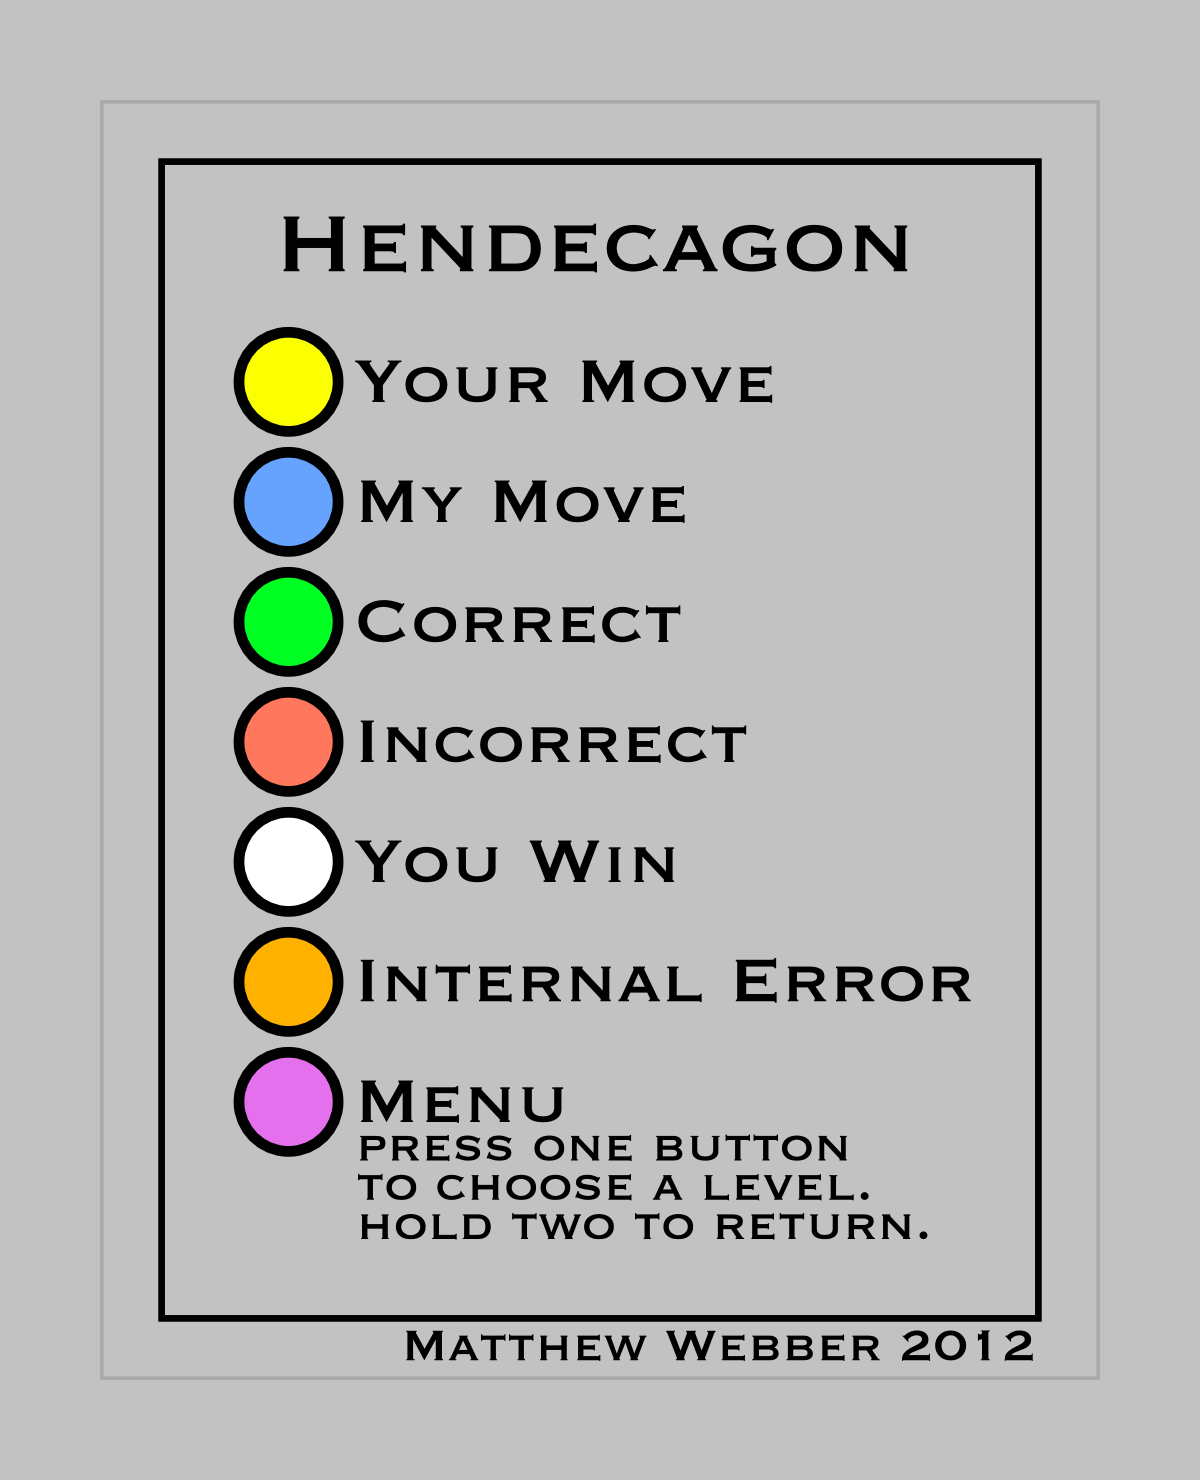 HENDECAGON
YOUR MOVE
MY MOVE
CORRECT
INCORRECT
YOU WIN
INTERNAL ERROR
MENU
PRESS ONE BUTTON
TO CHOOSE A LEVEL.
HOLD TWO TO RETURN.
MATTHEW WEBBER 2012